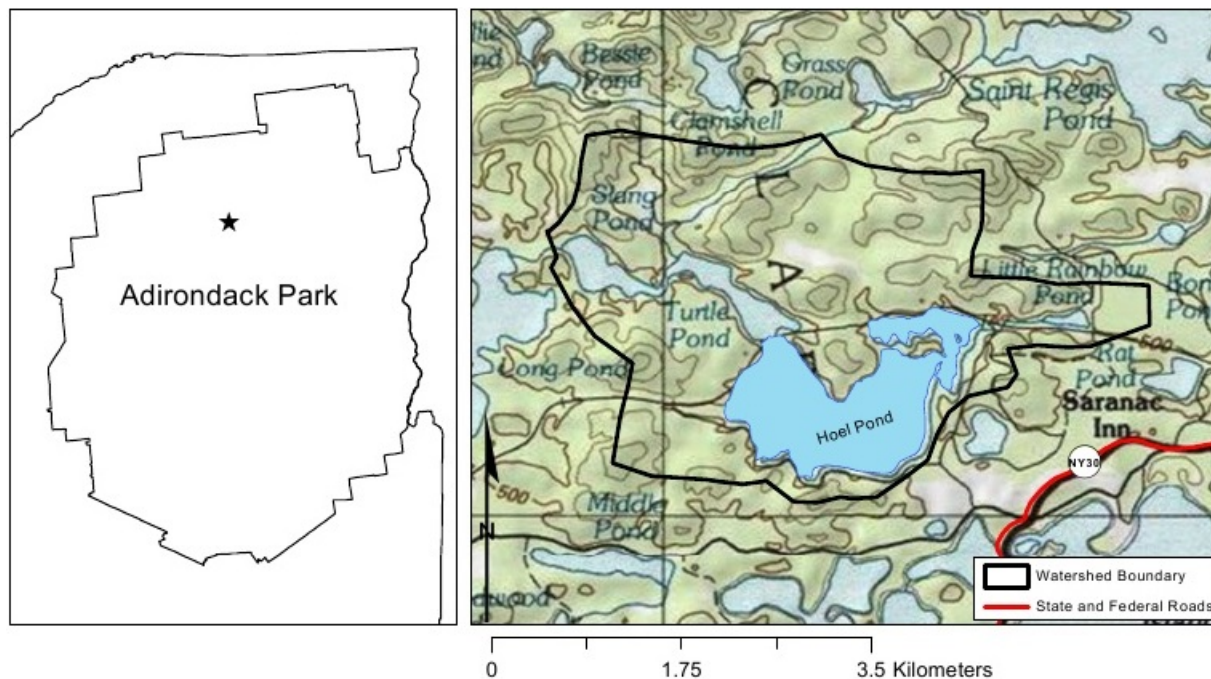 Adirondack Park
Bessie
Pond
Grass
Pond
Saint Regis
Pond
Clamshell
Pond
C
L
A
Slang
Pond
Little Rainbow
Pond
Turtle
Pond
Long Pond
500
Rat
Pond
Saranac
Inn
Hoel Pond
NY30
500
Middle
Pond
N
Watershed Boundary
State and Federal Roads
0
1.75
3.5 Kilometers